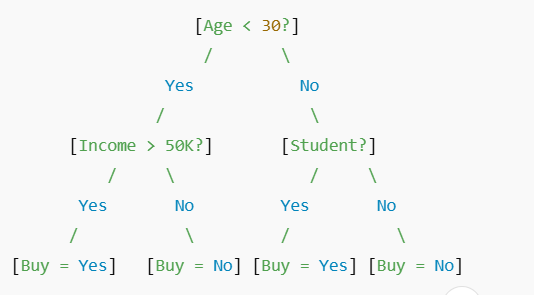 [Age < 30?]
/ \
Yes No
/ \
[Income > 50K?] [Student?]
/ \ / \
Yes No Yes No
/ \ / \
[Buy = Yes] [Buy = No] [Buy = Yes] [Buy = No]